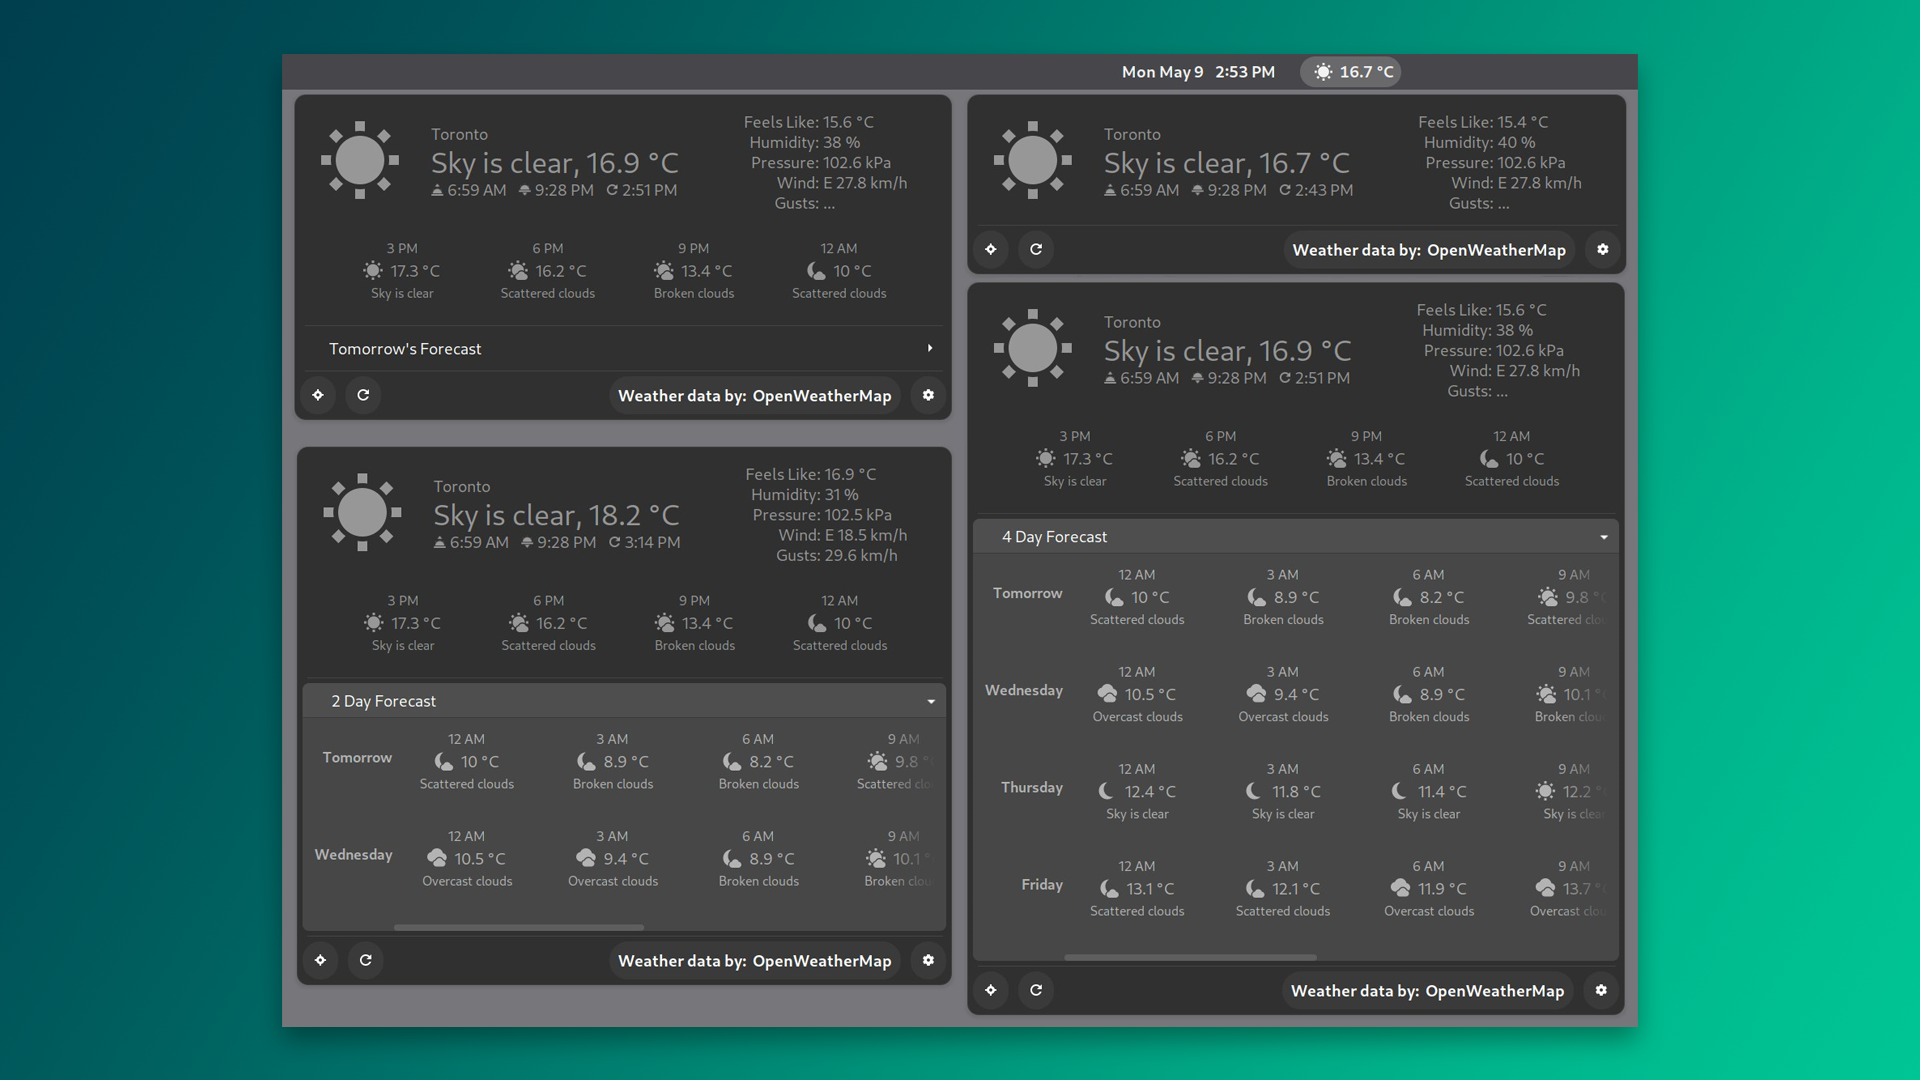 Mon May 9 2:53 PM 16.7 °C
Toronto
Sky is clear, 16.9 °C
6:59 AM 9:28 PM 2:51 PM
Feels Like: 15.6 °C
Humidity: 38 %
Pressure: 102.6 kPa
Wind: E 27.8 km/h
Gusts: ...
3 PM 6 PM 9 PM 12 AM
17.3 °C 16.2 °C 13.4 °C 10 °C
Sky is clear Scattered clouds Broken clouds Scattered clouds
Tomorrow's Forecast
Weather data by: OpenWeatherMap
Toronto
Sky is clear, 18.2 °C
6:59 AM 9:28 PM 3:14 PM
Feels Like: 16.9 °C
Humidity: 31 %
Pressure: 102.5 kPa
Wind: E 18.5 km/h
Gusts: 29.6 km/h
3 PM 6 PM 9 PM 12 AM
17.3 °C 16.2 °C 13.4 °C 10 °C
Sky is clear Scattered clouds Broken clouds Scattered clouds
2 Day Forecast
Tomorrow
12 AM 3 AM 6 AM 9 AM
10 °C 8.9 °C 8.2 °C 9.8 °
Scattered clouds Broken clouds Broken clouds Scattered clo
Wednesday
12 AM 3 AM 6 AM 9 AM
10.5 °C 9.4 °C 8.9 °C 10.1 °
Overcast clouds Overcast clouds Broken clouds Broken clou
Weather data by: OpenWeatherMap
Toronto
Sky is clear, 16.7 °C
6:59 AM 9:28 PM 2:43 PM
Feels Like: 15.4 °C
Humidity: 40 %
Pressure: 102.6 kPa
Wind: E 27.8 km/h
Gusts: ...
Weather data by: OpenWeatherMap
Toronto
Sky is clear, 16.9 °C
6:59 AM 9:28 PM 2:51 PM
Feels Like: 15.6 °C
Humidity: 38 %
Pressure: 102.6 kPa
Wind: E 27.8 km/h
Gusts: ...
3 PM 6 PM 9 PM 12 AM
17.3 °C 16.2 °C 13.4 °C 10 °C
Sky is clear Scattered clouds Broken clouds Scattered clouds
4 Day Forecast
Tomorrow
12 AM 3 AM 6 AM 9 AM
10 °C 8.9 °C 8.2 °C 9.8 °C
Scattered clouds Broken clouds Broken clouds Scattered clou
Wednesday
12 AM 3 AM 6 AM 9 AM
10.5 °C 9.4 °C 8.9 °C 10.1 °
Overcast clouds Overcast clouds Broken clouds Broken clou
Thursday
12 AM 3 AM 6 AM 9 AM
12.4 °C 11.8 °C 11.4 °C 12.2 °
Sky is clear Sky is clear Sky is clear Sky is clea
Friday
12 AM 3 AM 6 AM 9 AM
13.1 °C 12.1 °C 11.9 °C 13.7 °
Scattered clouds Scattered clouds Overcast clouds Overcast clou
Weather data by: OpenWeatherMap